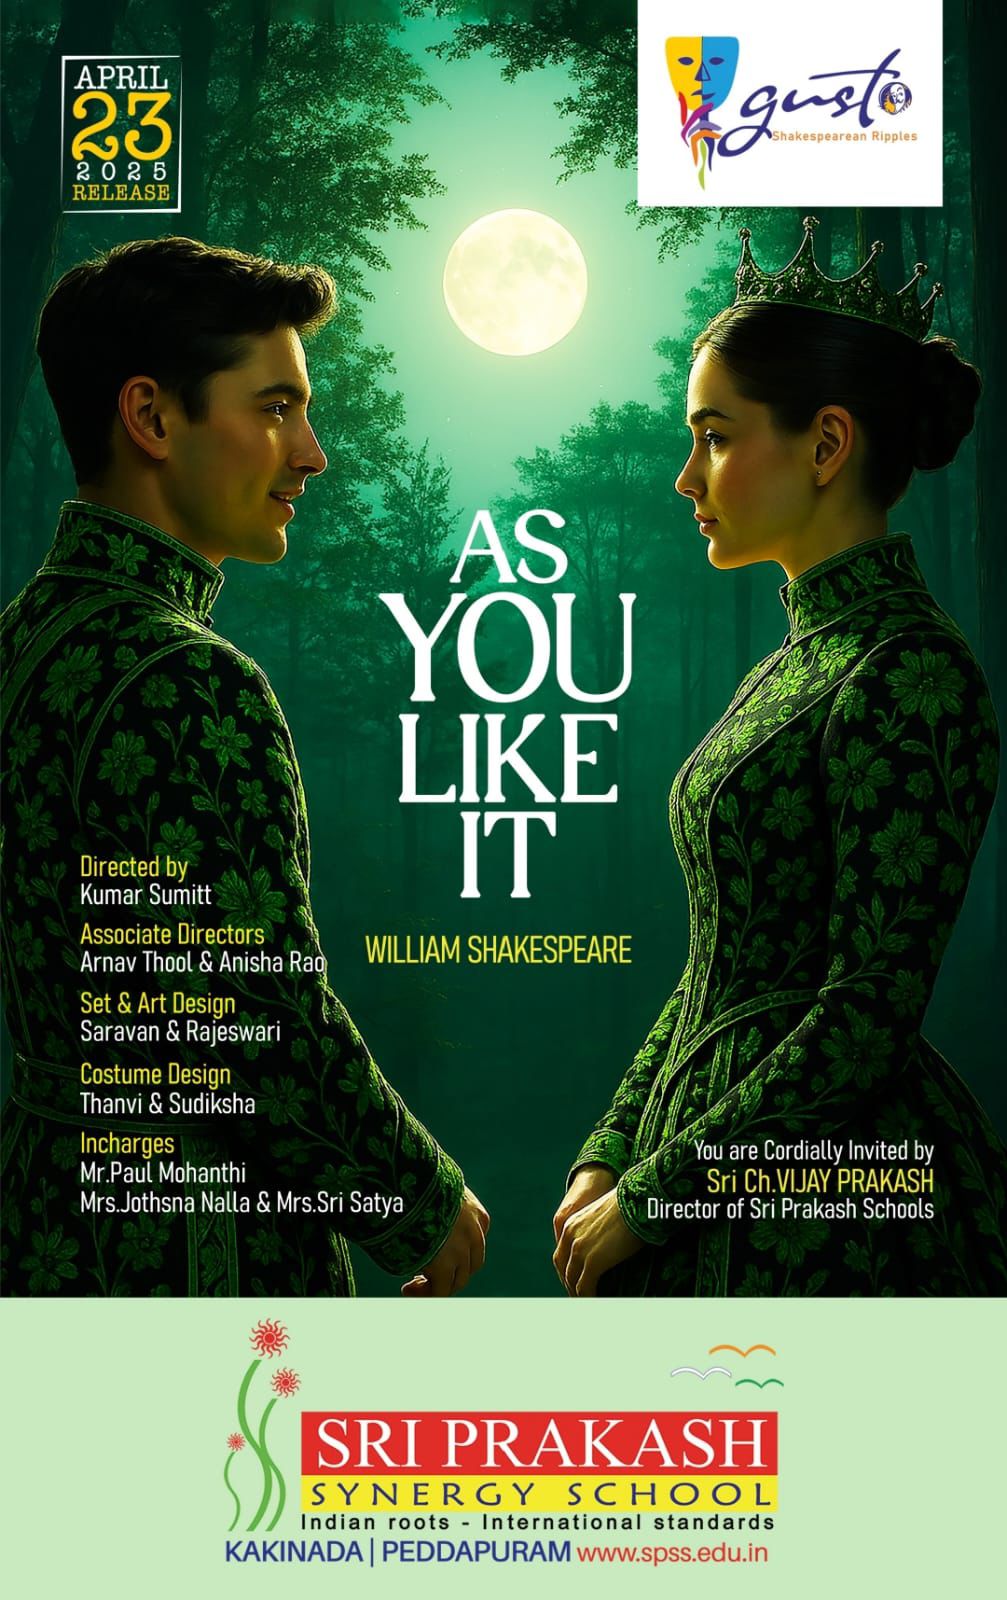 APRIL
23
2025
RELEASE
gusto
Shakespearean Ripples
AS
YOU
LIKE
IT
WILLIAM SHAKESPEARE
Directed by
Kumar Sumitt
Associate Directors
Arnav Thool & Anisha Rao
Set & Art Design
Saravan & Rajeswari
Costume Design
Thanvi & Sudiksha
Incharges
Mr.Paul Mohanthi
Mrs.Jothsna Nalla & Mrs.Sri Satya
You are Cordially Invited by
Sri Ch.VIJAY PRAKASH
Director of Sri Prakash Schools
SRI PRAKASH
SYNERGY SCHOOL
Indian roots - International standards
KAKINADA | PEDDAPURAM www.spss.edu.in